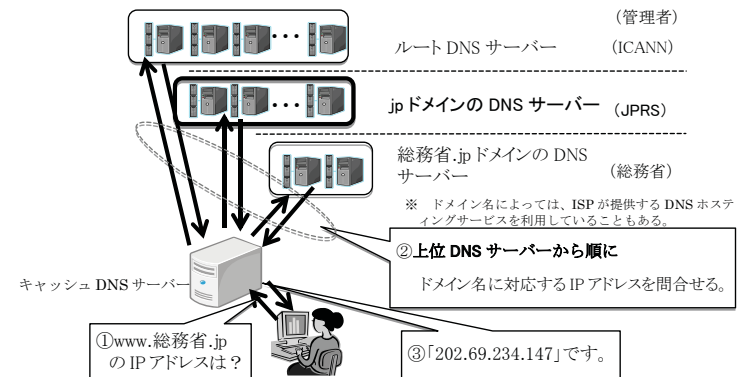 （管理者）
ルート DNS サーバー （ICANN）
jpドメインの DNS サーバー （JPRS）
総務省.jpドメインの DNS
サーバー
（総務省）
※ ドメイン名によっては、ISP が提供する DNS ホステ
ィングサービスを利用していることもある。
②上位 DNS サーバーから順に
ドメイン名に対応する IP アドレスを問合せる。
キャッシュ DNS サーバー
①www.総務省.jp
の IP アドレスは？
③「202.69.234.147」です。